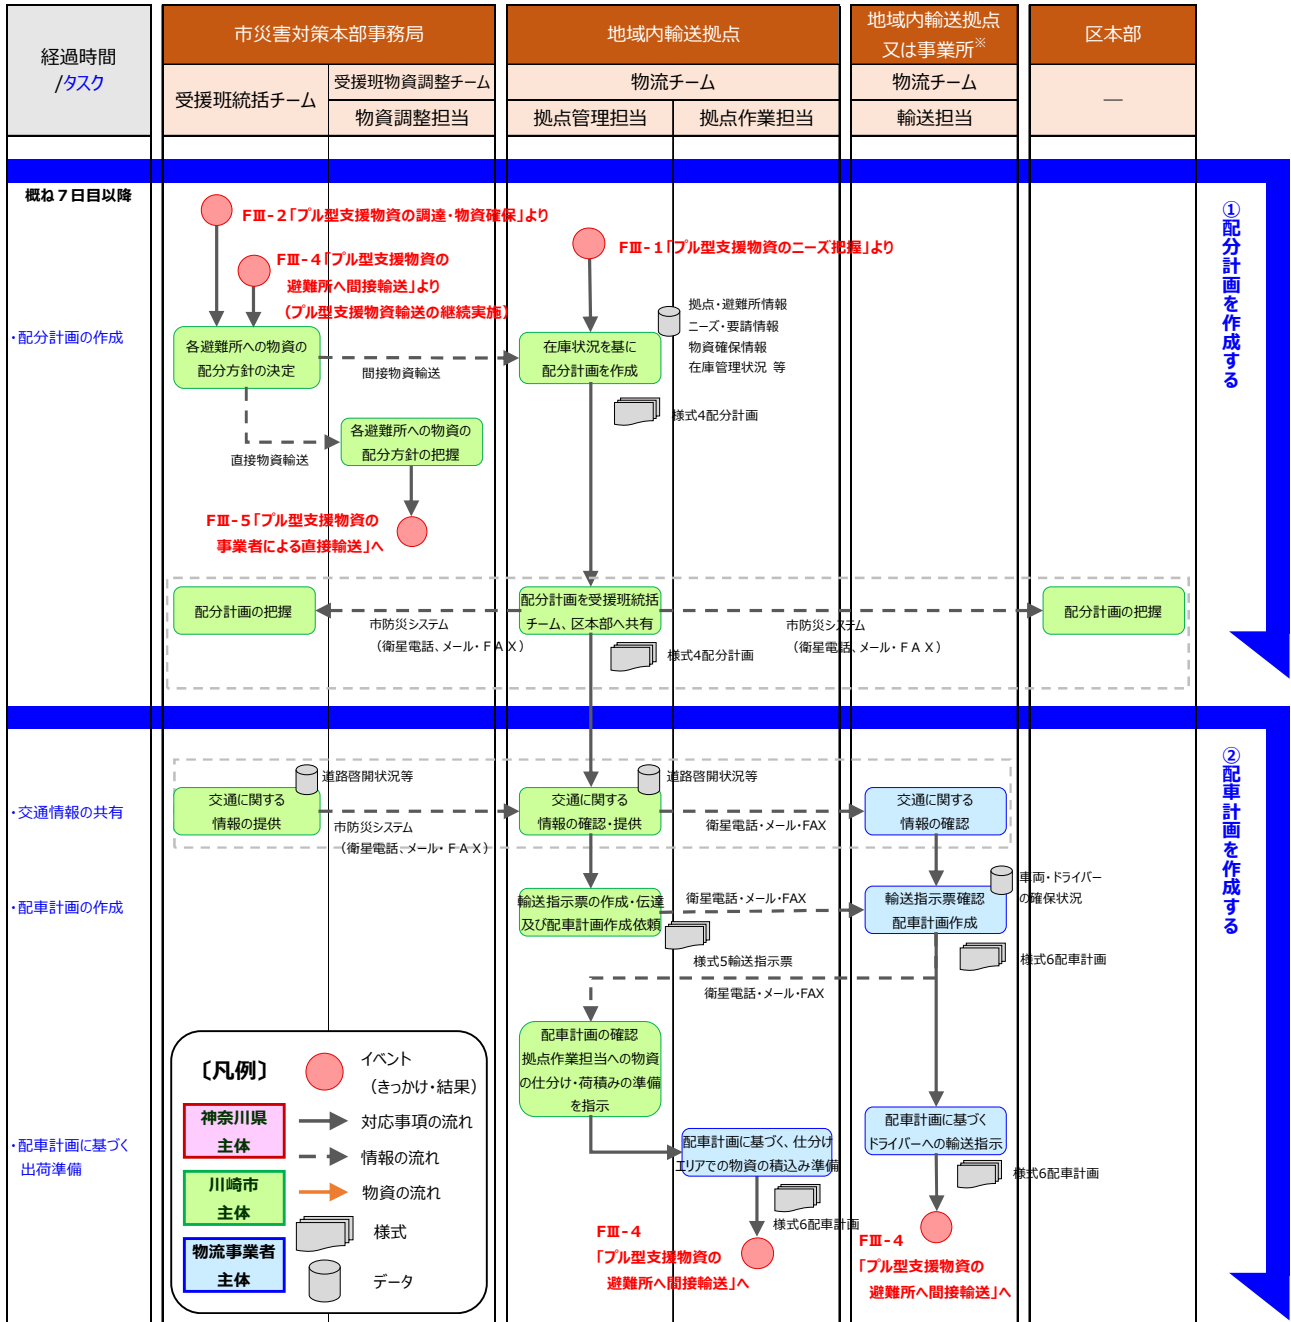 経過時間
/タスク
市災害対策本部事務局
地域内輸送拠点
地域内輸送拠点
又は事業所※
区本部
受援班統括チーム
受援班物資調整チーム
物資調整担当
物流チーム
拠点管理担当
拠点作業担当
物流チーム
輸送担当
―
概ね7日目以降
FⅢ-2「プル型支援物資の調達・物資確保」より
FⅢ-4「プル型支援物資の
避難所へ間接輸送」より
（プル型支援物資輸送の継続実施）
FⅢ-1「プル型支援物資のニーズ把握」より
①配分計画を作成する
・配分計画の作成
各避難所への物資の
配分方針の決定
間接物資輸送
在庫状況を基に
配分計画を作成
拠点・避難所情報
ニーズ・要請情報
物資確保情報
在庫管理状況 等
様式4配分計画
直接物資輸送
各避難所への物資の
配分方針の把握
FⅢ-5「プル型支援物資の
事業者による直接輸送」へ
配分計画の把握
市防災システム
（衛星電話、メール・ＦＡＸ）
配分計画を受援班統括
チーム、区本部へ共有
様式4配分計画
市防災システム
（衛星電話、メール・ＦＡＸ）
配分計画の把握
②配車計画を作成する
・交通情報の共有
道路啓開状況等
交通に関する
情報の提供
市防災システム
（衛星電話、メール・ＦＡＸ）
道路啓開状況等
交通に関する
情報の確認・提供
衛星電話・メール・FAX
交通に関する
情報の確認
・配車計画の作成
輸送指示票の作成・伝達
及び配車計画作成依頼
衛星電話・メール・FAX
様式5輸送指示票
車両・ドライバー
の確保状況
輸送指示票確認
配車計画作成
様式6配車計画
衛星電話・メール・FAX
配車計画の確認
拠点作業担当への物資
の仕分け・荷積みの準備
を指示
・配車計画に基づく
出荷準備
配車計画に基づく、仕分け
エリアでの物資の積込み準備
様式6配車計画
FⅢ-4
「プル型支援物資の
避難所へ間接輸送」へ
配車計画に基づく
ドライバーへの輸送指示
様式6配車計画
FⅢ-4
「プル型支援物資の
避難所へ間接輸送」へ
〔凡例〕
イベント
（きっかけ・結果）
神奈川県
主体
対応事項の流れ
情報の流れ
川崎市
主体
物資の流れ
様式
物流事業者
主体
データ